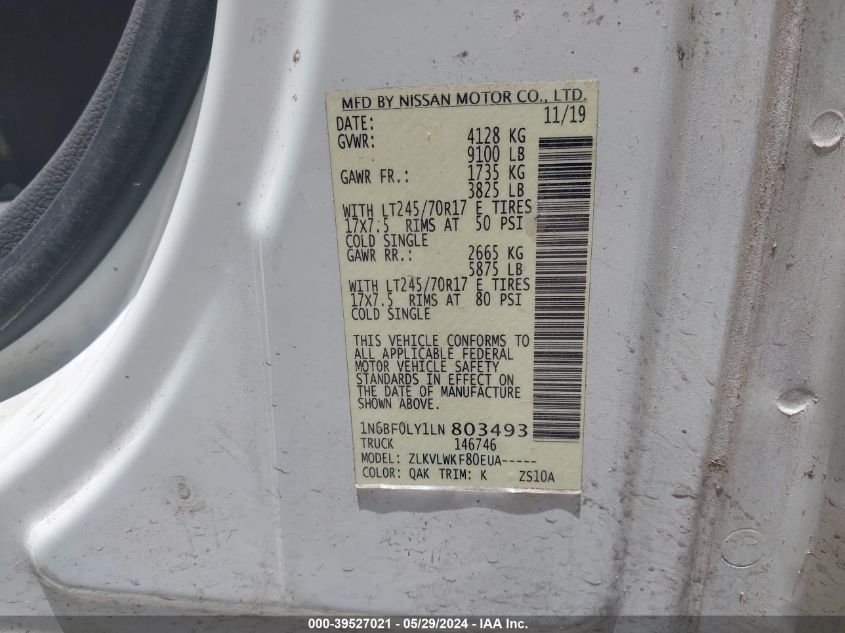 MFD BY NISSAN MOTOR CO., LTD.
DATE: 11/19
GVWR: 4128 KG
9100 LB
GAWR FR.: 1735 KG
3825 LB
WITH LT245/70R17 E TIRES
17X7.5 RIMS AT 50 PSI
COLD SINGLE
GAWR RR.: 2665 KG
5875 LB
WITH LT245/70R17 E TIRES
17X7.5 RIMS AT 80 PSI
COLD SINGLE
THIS VEHICLE CONFORMS TO
ALL APPLICABLE FEDERAL
MOTOR VEHICLE SAFETY
STANDARDS IN EFFECT ON
THE DATE OF MANUFACTURE
SHOWN ABOVE.
1N6BF0LY1LN 803493
TRUCK 146746
MODEL: ZLKVLWKF80EUA-----
COLOR: QAK TRIM: K ZS10A
000-39527021 - 05/29/2024 - IAA Inc.